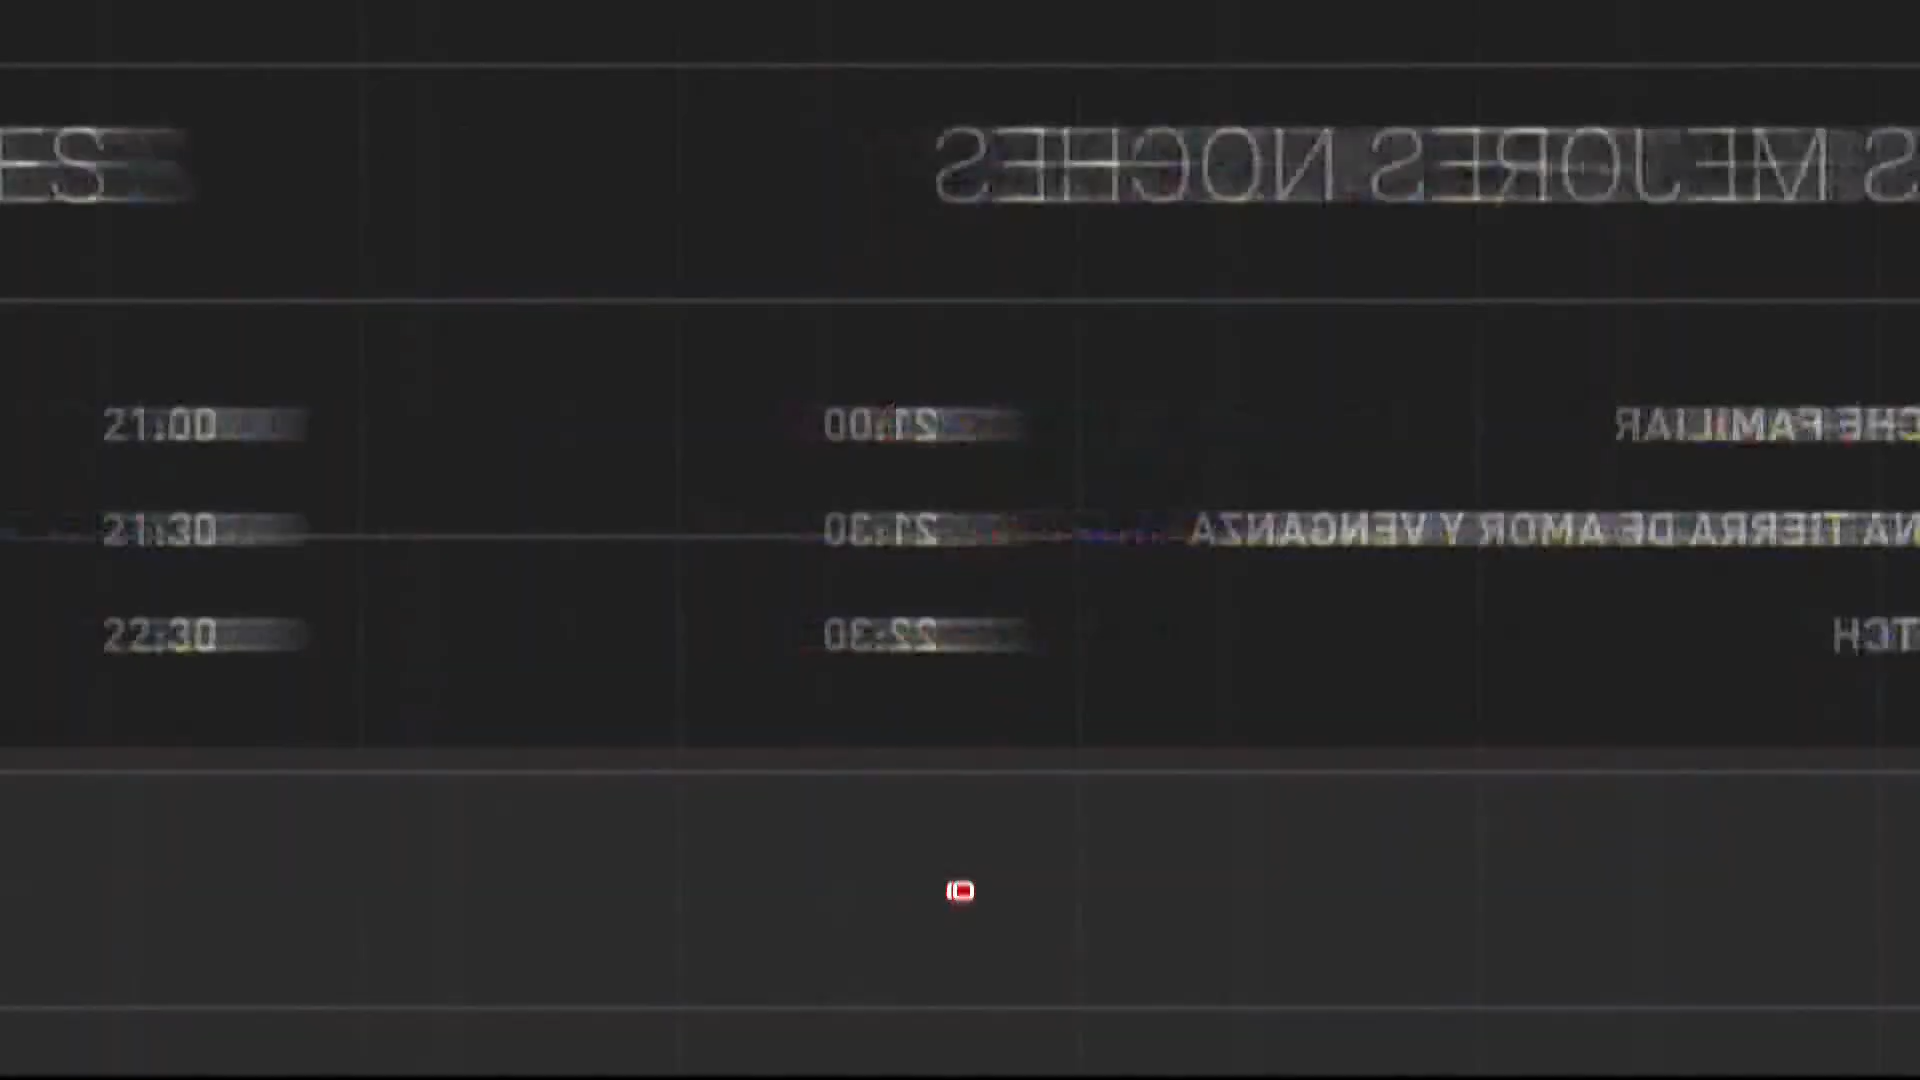 ES
S MEJORES NOCHES
21:00 21:00 CHE FAMILIAR
21:30 21:30 NA TIERRA DE AMOR Y VENGANZA
22:30 22:30 TCH